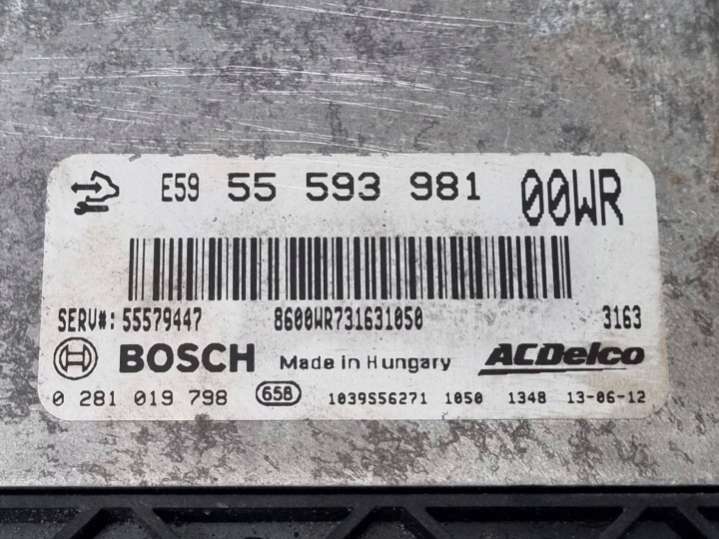 E59 55 593 981 00WR
SERV#: 55579447 8600WR731631050 3163
BOSCH Made in Hungary ACDelco
0 281 019 798 658 1039S56271 1050 1348 13-06-12